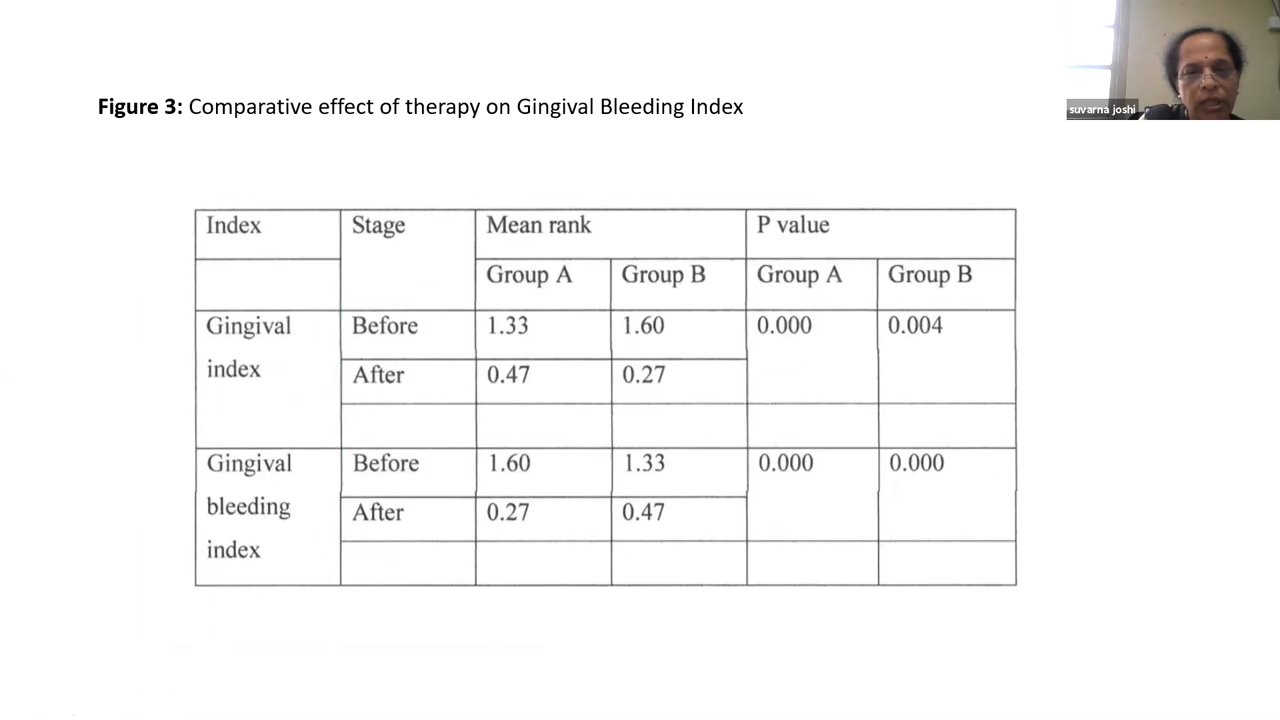 suvarna joshi
Figure 3: Comparative effect of therapy on Gingival Bleeding Index
Index Stage Mean rank P value
Group A Group B Group A Group B
Gingival Before 1.33 1.60 0.000 0.004
index After 0.47 0.27
Gingival Before 1.60 1.33 0.000 0.000
bleeding After 0.27 0.47
index